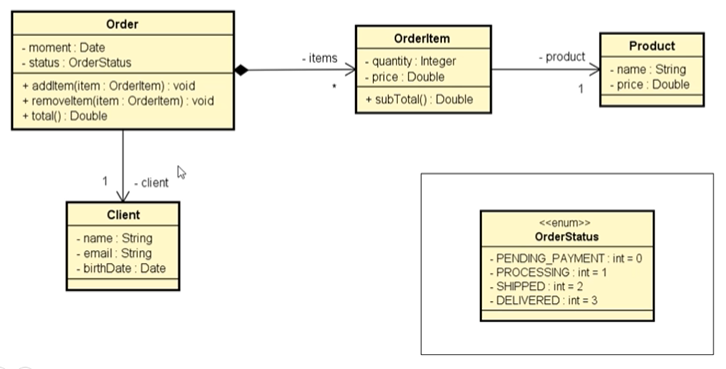 Order
- moment : Date
- status : OrderStatus
+ addItem(item : OrderItem) : void
+ removeItem(item : OrderItem) : void
+ total() : Double
- items
*
OrderItem
- quantity : Integer
- price : Double
+ subTotal() : Double
- product
1
Product
- name : String
- price : Double
1
- client
Client
- name : String
- email : String
- birthDate : Date
<<enum>>
OrderStatus
- PENDING_PAYMENT : int = 0
- PROCESSING : int = 1
- SHIPPED : int = 2
- DELIVERED : int = 3